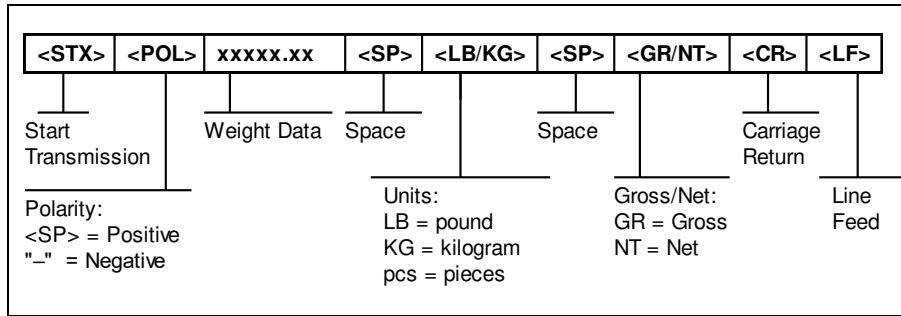 <STX> <POL> xxxxx.xx <SP> <LB/KG> <SP> <GR/NT> <CR> <LF>
Start
Transmission
Weight Data
Space
Space
Carriage
Return
Polarity:
<SP> = Positive
"–" = Negative
Units:
LB = pound
KG = kilogram
pcs = pieces
Gross/Net:
GR = Gross
NT = Net
Line
Feed